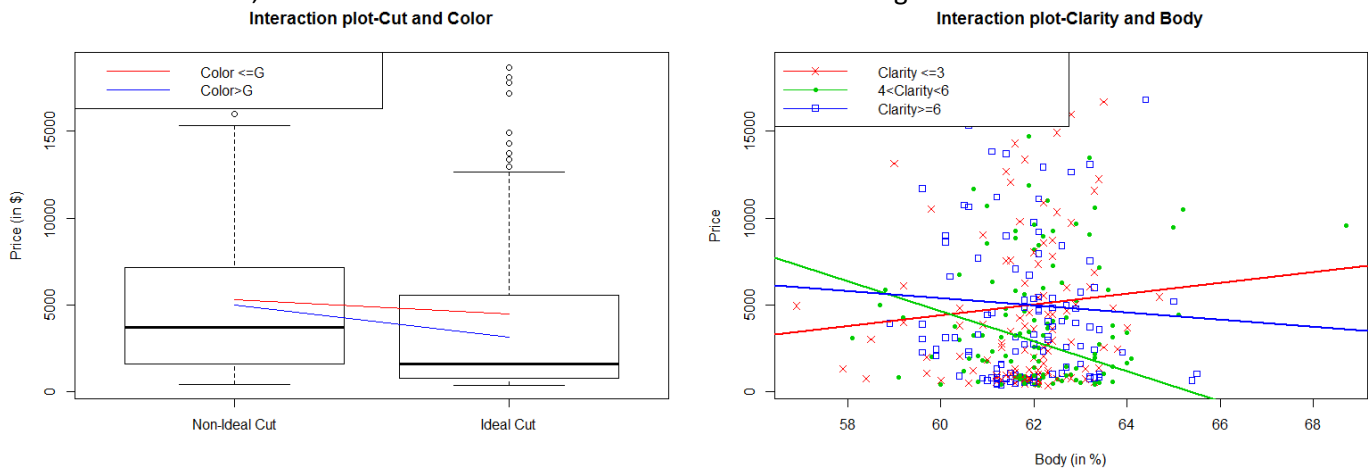 Interaction plot-Cut and Color
Color <=G
Color>G
Price (in $)
15000
10000
5000
0
Non-Ideal Cut
Ideal Cut
Interaction plot-Clarity and Body
Clarity <=3
4<Clarity<6
Clarity>=6
Price
15000
10000
5000
0
58
60
62
64
66
68
Body (in %)